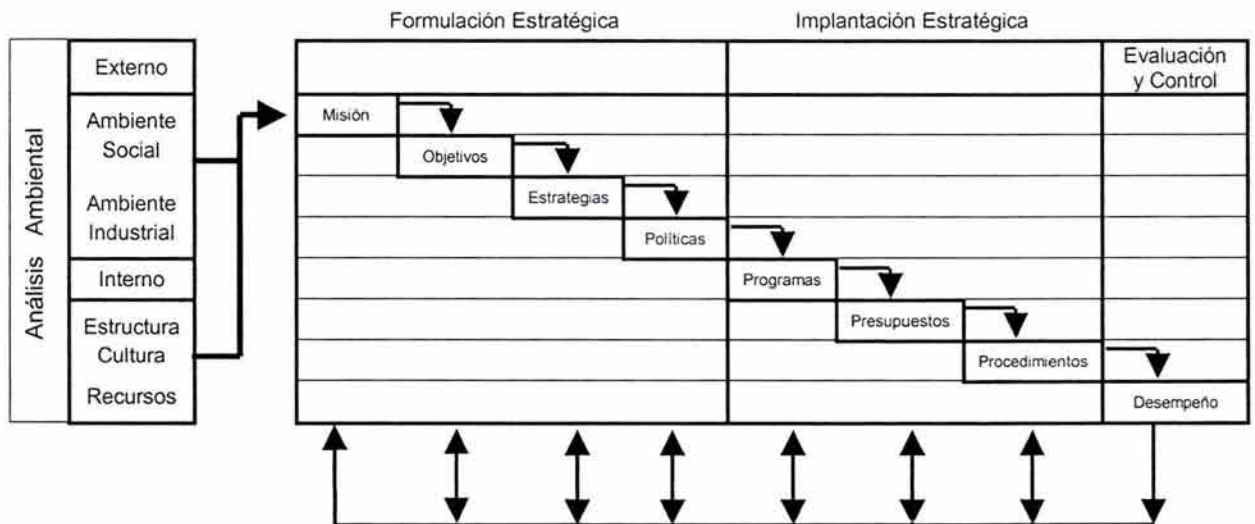 Formulación Estratégica
Implantación Estratégica
Análisis Ambiental
Externo
Ambiente
Social
Ambiente
Industrial
Interno
Estructura
Cultura
Recursos
Evaluación
y Control
Misión
Objetivos
Estrategias
Políticas
Programas
Presupuestos
Procedimientos
Desempeño